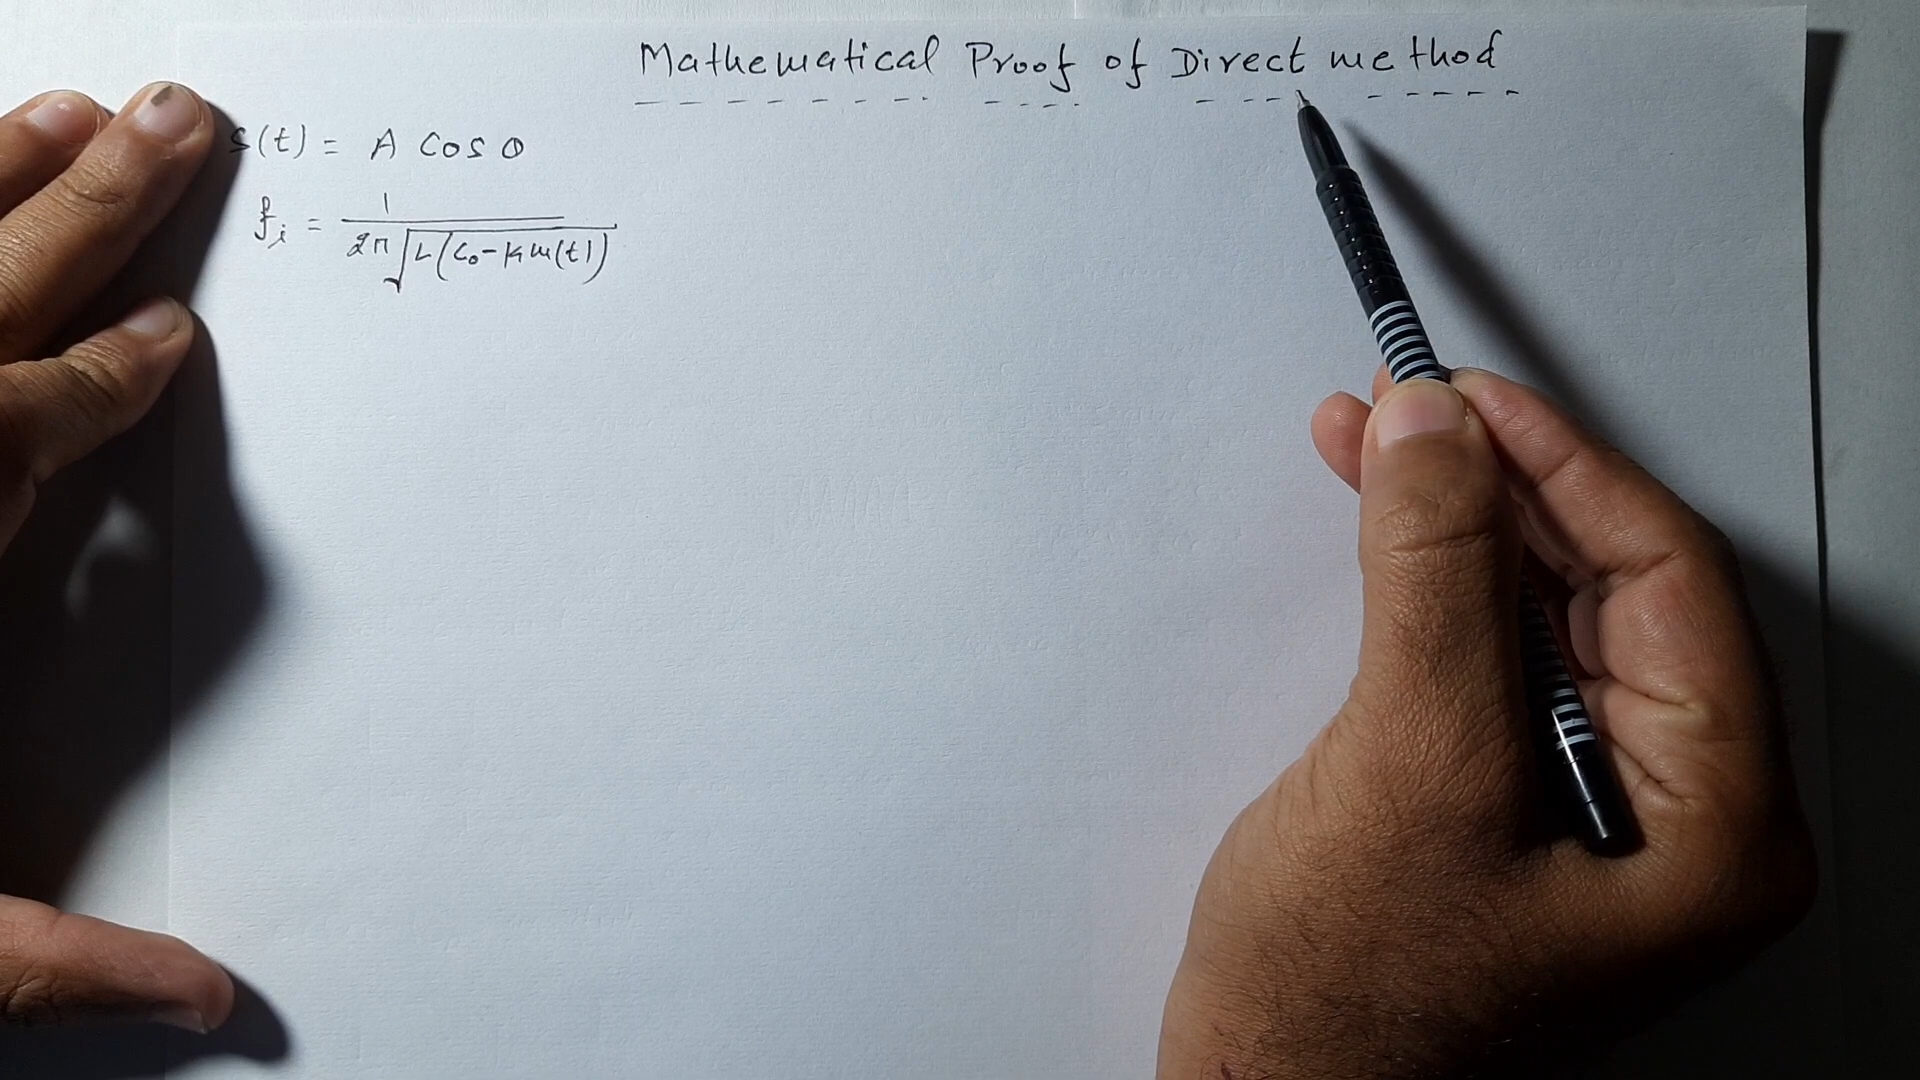 Mathematical Proof of Direct method
s(t) = A Cos θ
fi = 1 / 2π√L(C₀-Km(t))